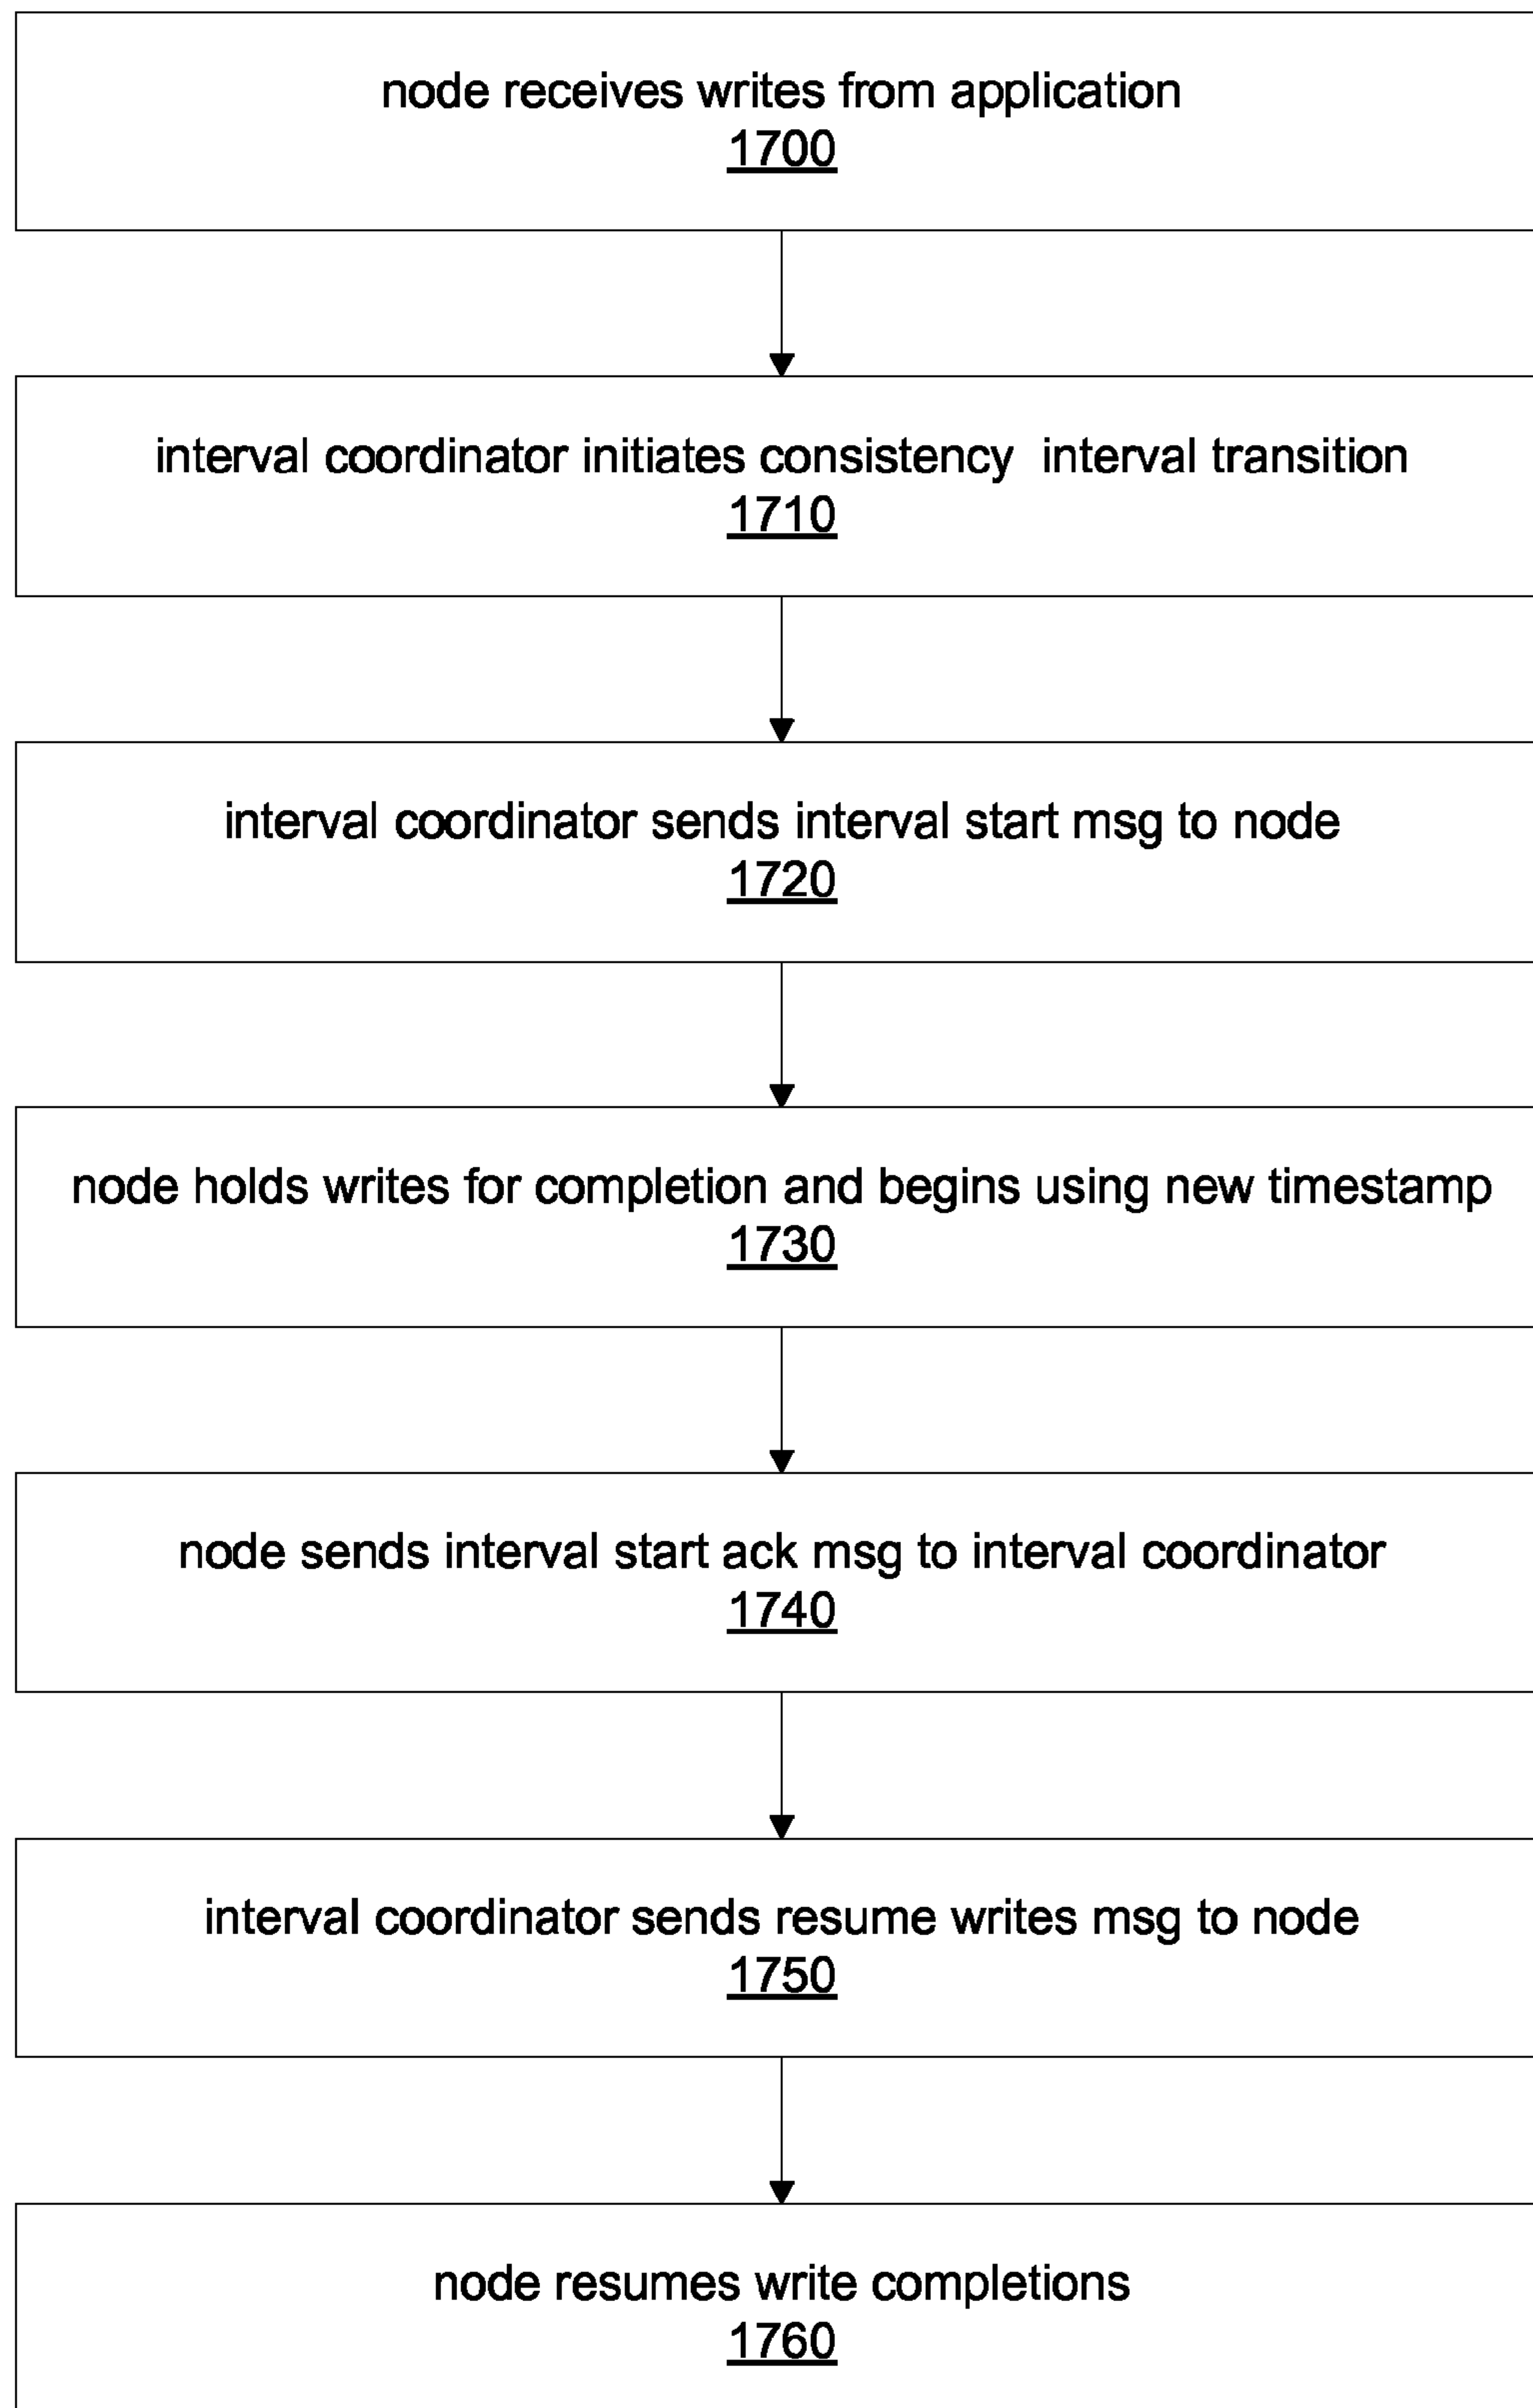 node receives writes from application
1700
interval coordinator initiates consistency  interval transition
1710
interval coordinator sends interval start msg to node
1720
node holds writes for completion and begins using new timestamp
1730
node sends interval start ack msg to interval coordinator
1740
interval coordinator sends resume writes msg to node
1750
node resumes write completions
1760